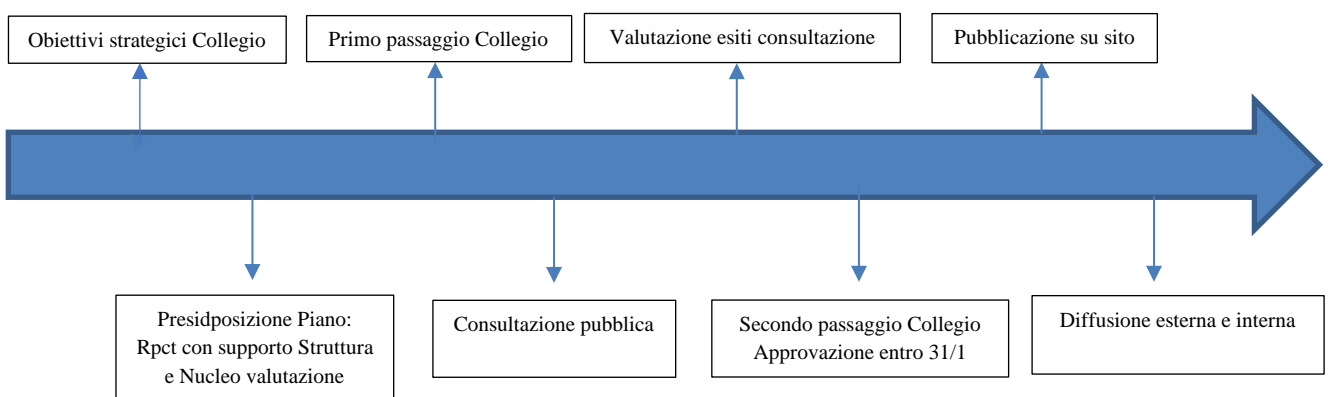 Obiettivi strategici Collegio
Primo passaggio Collegio
Valutazione esiti consultazione
Pubblicazione su sito
Presidposizione Piano:
Rpct con supporto Struttura
e Nucleo valutazione
Consultazione pubblica
Secondo passaggio Collegio
Approvazione entro 31/1
Diffusione esterna e interna